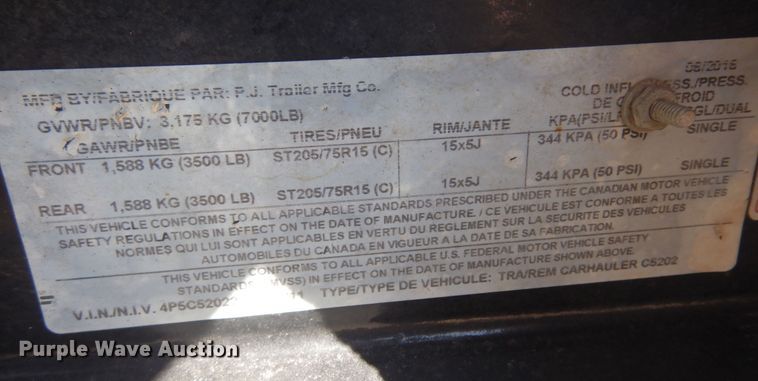 MFG BY/FABRIQUE PAR: P.J. Trailer Mfg Co. 06/2016
GVWR/PNBV: 3,175 KG (7000LB) COLD INFL SS./PRESS.
DE FROID
GAWR/PNBE TIRES/PNEU RIM/JANTE KPA(PSI/ SGL/DUAL
FRONT 1,588 KG (3500 LB) ST205/75R15 (C) 15x5J 344 KPA (50 PSI) SINGLE
REAR 1,588 KG (3500 LB) ST205/75R15 (C) 15x5J 344 KPA (50 PSI) SINGLE
THIS VEHICLE CONFORMS TO ALL APPLICABLE STANDARDS PRESCRIBED UNDER THE CANADIAN MOTOR VEHICLE
SAFETY REGULATIONS IN EFFECT ON THE DATE OF MANUFACTURE. / CE VEHICULE EST CONFORME A TOUTES LES
NORMES QUI LUI SONT APPLICABLES EN VERTU DU REGLEMENT SUR LA SECURITE DES VEHICULES
AUTOMOBILES DU CANADA EN VIGUEUR A LA DATE DE SA FABRICATION.
THIS VEHICLE CONFORMS TO ALL APPLICABLE U.S. FEDERAL MOTOR VEHICLE SAFETY
STANDARDS MVSS) IN EFFECT ON THE DATE OF MANUFACTURE SHOWN ABOVE.
V.I.N./N.I.V. 4P5C5202 TYPE/TYPE DE VEHICULE: TRA/REM CARHAULER C5202
Purple Wave Auction